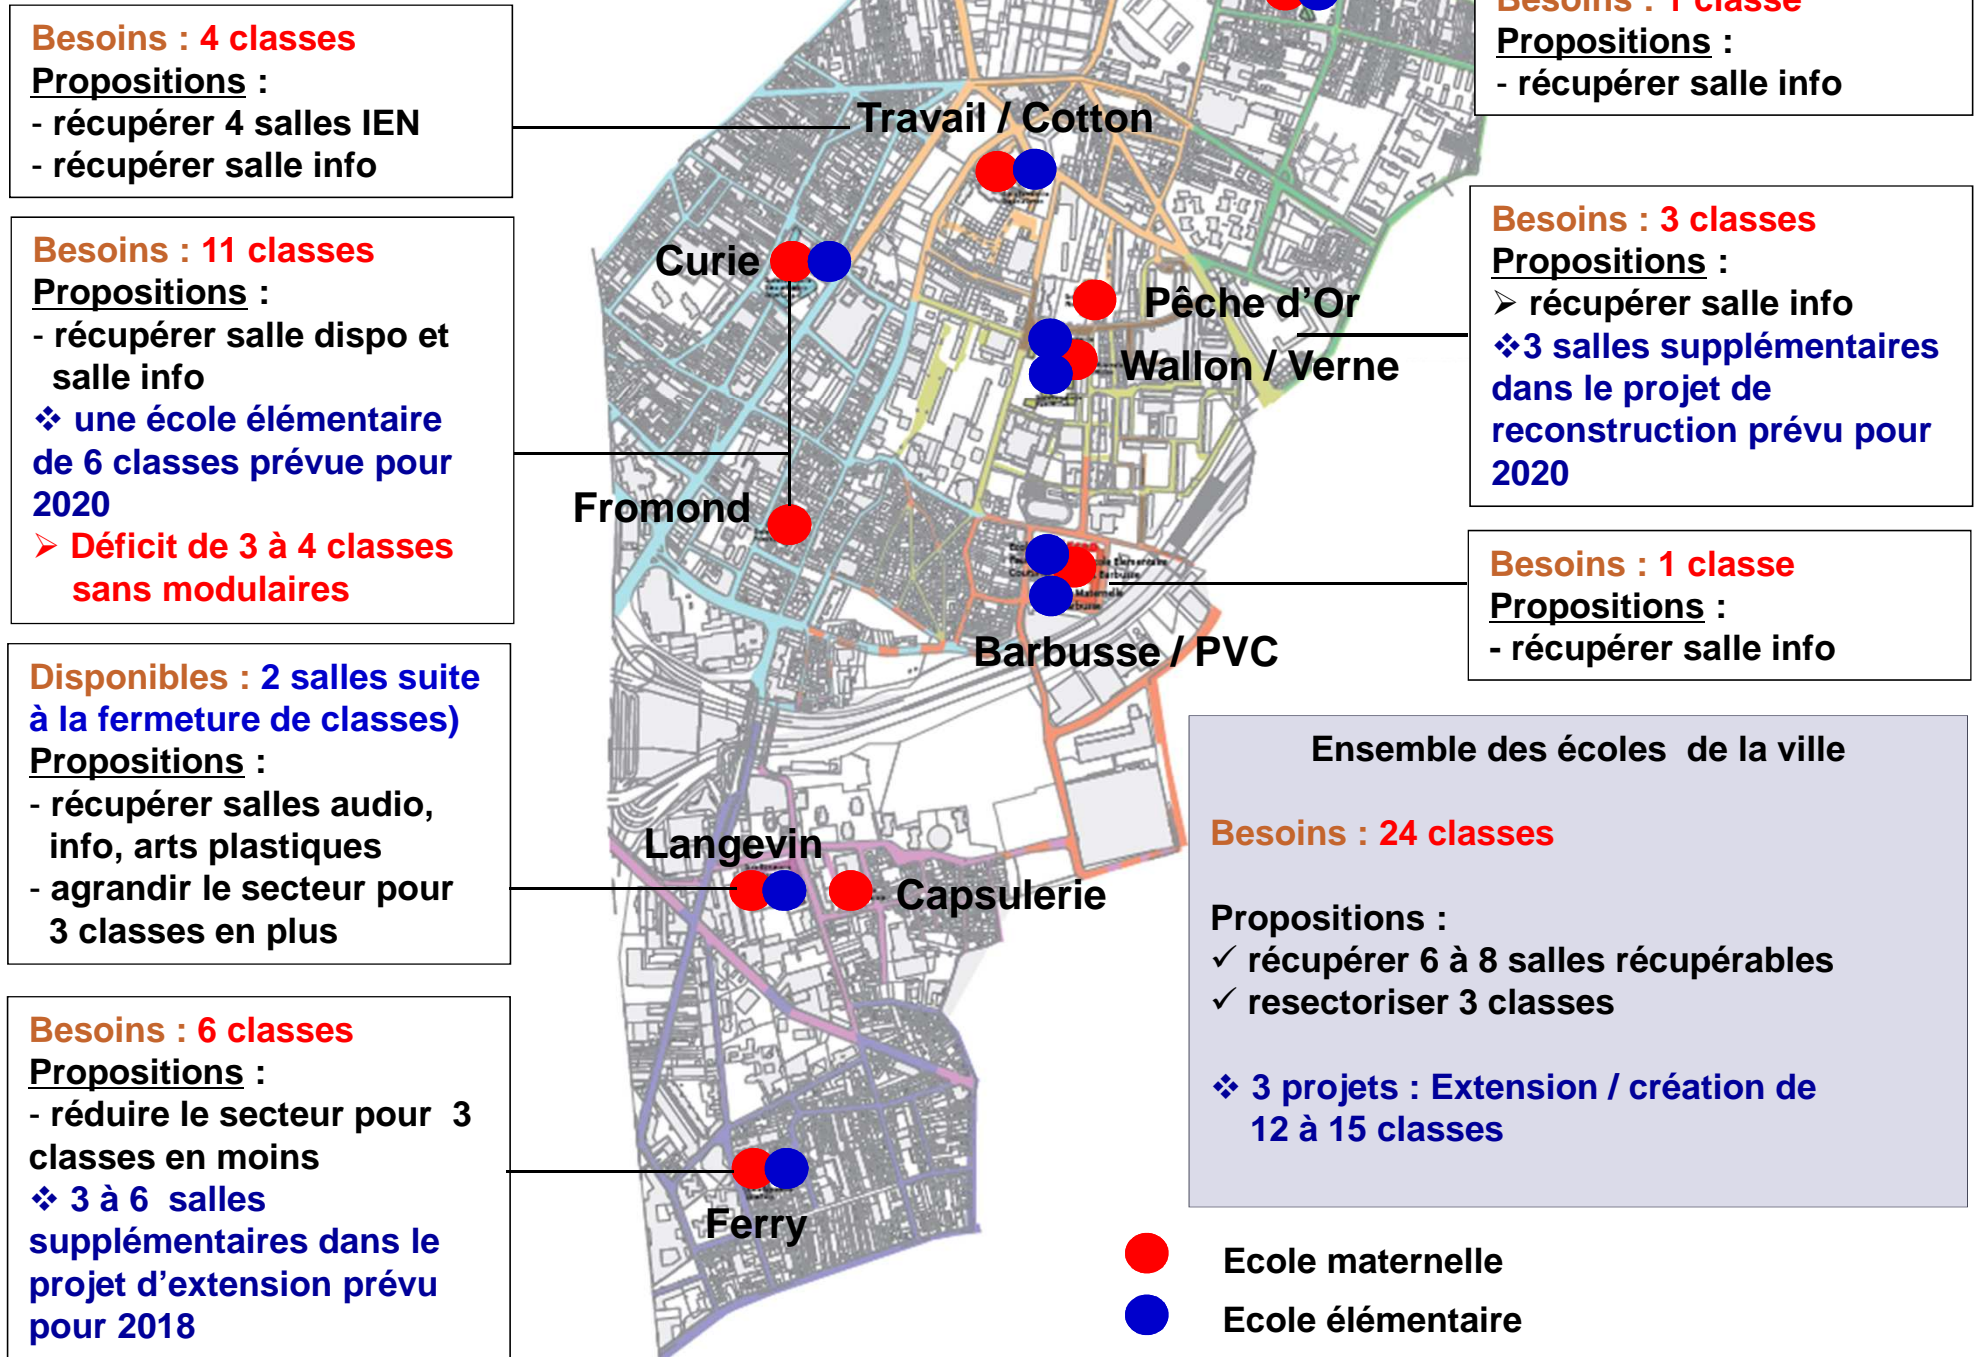 Besoins : 4 classes
Propositions :
- récupérer 4 salles IEN
- récupérer salle info
Besoins : 11 classes
Propositions :
- récupérer salle dispo et
salle info
❖ une école élémentaire
de 6 classes prévue pour
2020
➢ Déficit de 3 à 4 classes
sans modulaires
Disponibles : 2 salles suite
à la fermeture de classes)
Propositions :
- récupérer salles audio,
info, arts plastiques
- agrandir le secteur pour
3 classes en plus
Besoins : 6 classes
Propositions :
- réduire le secteur pour 3
classes en moins
❖ 3 à 6 salles
supplémentaires dans le
projet d'extension prévu
pour 2018
Travail / Cotton
Curie
Pêche d’Or
Wallon / Verne
Fromond
Barbusse / PVC
Langevin
Capsulerie
Ferry
Besoins : 1 classe
Propositions :
- récupérer salle info
Besoins : 3 classes
Propositions :
➢ récupérer salle info
❖3 salles supplémentaires
dans le projet de
reconstruction prévu pour
2020
Besoins : 1 classe
Propositions :
- récupérer salle info
Ensemble des écoles de la ville
Besoins : 24 classes
Propositions :
✓ récupérer 6 à 8 salles récupérables
✓ resectoriser 3 classes
❖ 3 projets : Extension / création de
12 à 15 classes
Ecole maternelle
Ecole élémentaire